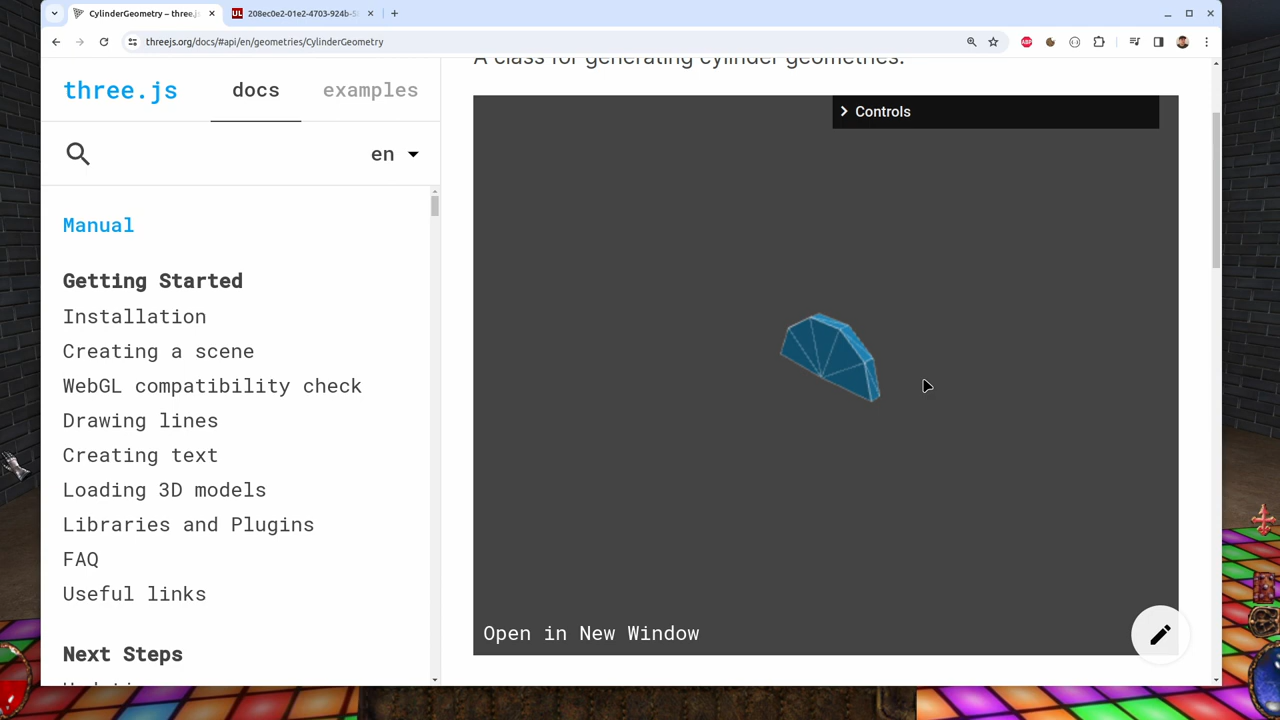 CylinderGeometry – three.js
208ec0e2-01e2-4703-924b-5
threejs.org/docs/#api/en/geometries/CylinderGeometry
ABP
A class for generating cylinder geometries.
three.js
docs
examples
en
Controls
Manual
Getting Started
Installation
Creating a scene
WebGL compatibility check
Drawing lines
Creating text
Loading 3D models
Libraries and Plugins
FAQ
Useful links
Open in New Window
Next Steps